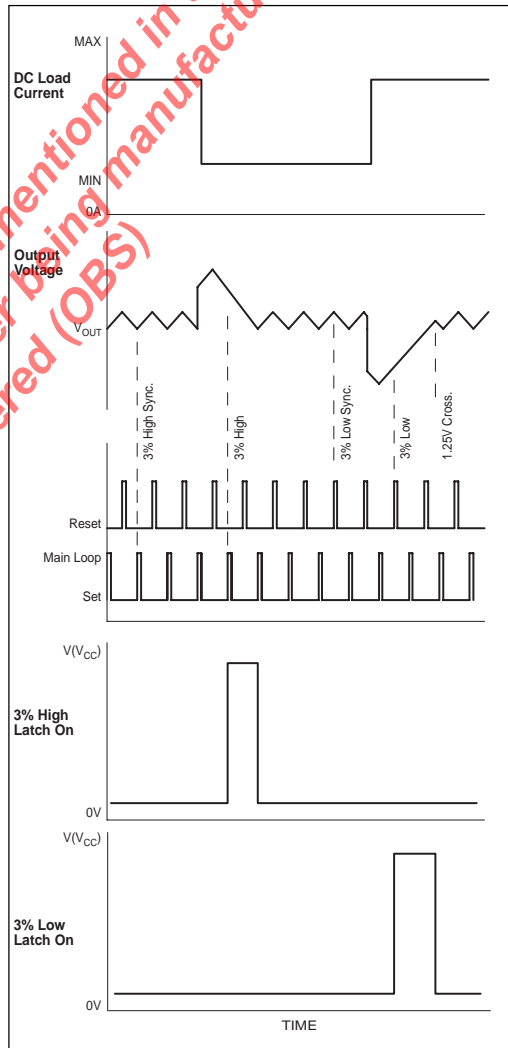 mentioned in
er being manufactu
ered (OBS)
MAX
DC Load
Current
MIN
0A
Output
Voltage
VOUT
3% High Sync.
3% High
3% Low Sync.
3% Low
1.25V Cross.
Reset
Main Loop
Set
V(VCC)
3% High
Latch On
0V
V(VCC)
3% Low
Latch On
0V
TIME